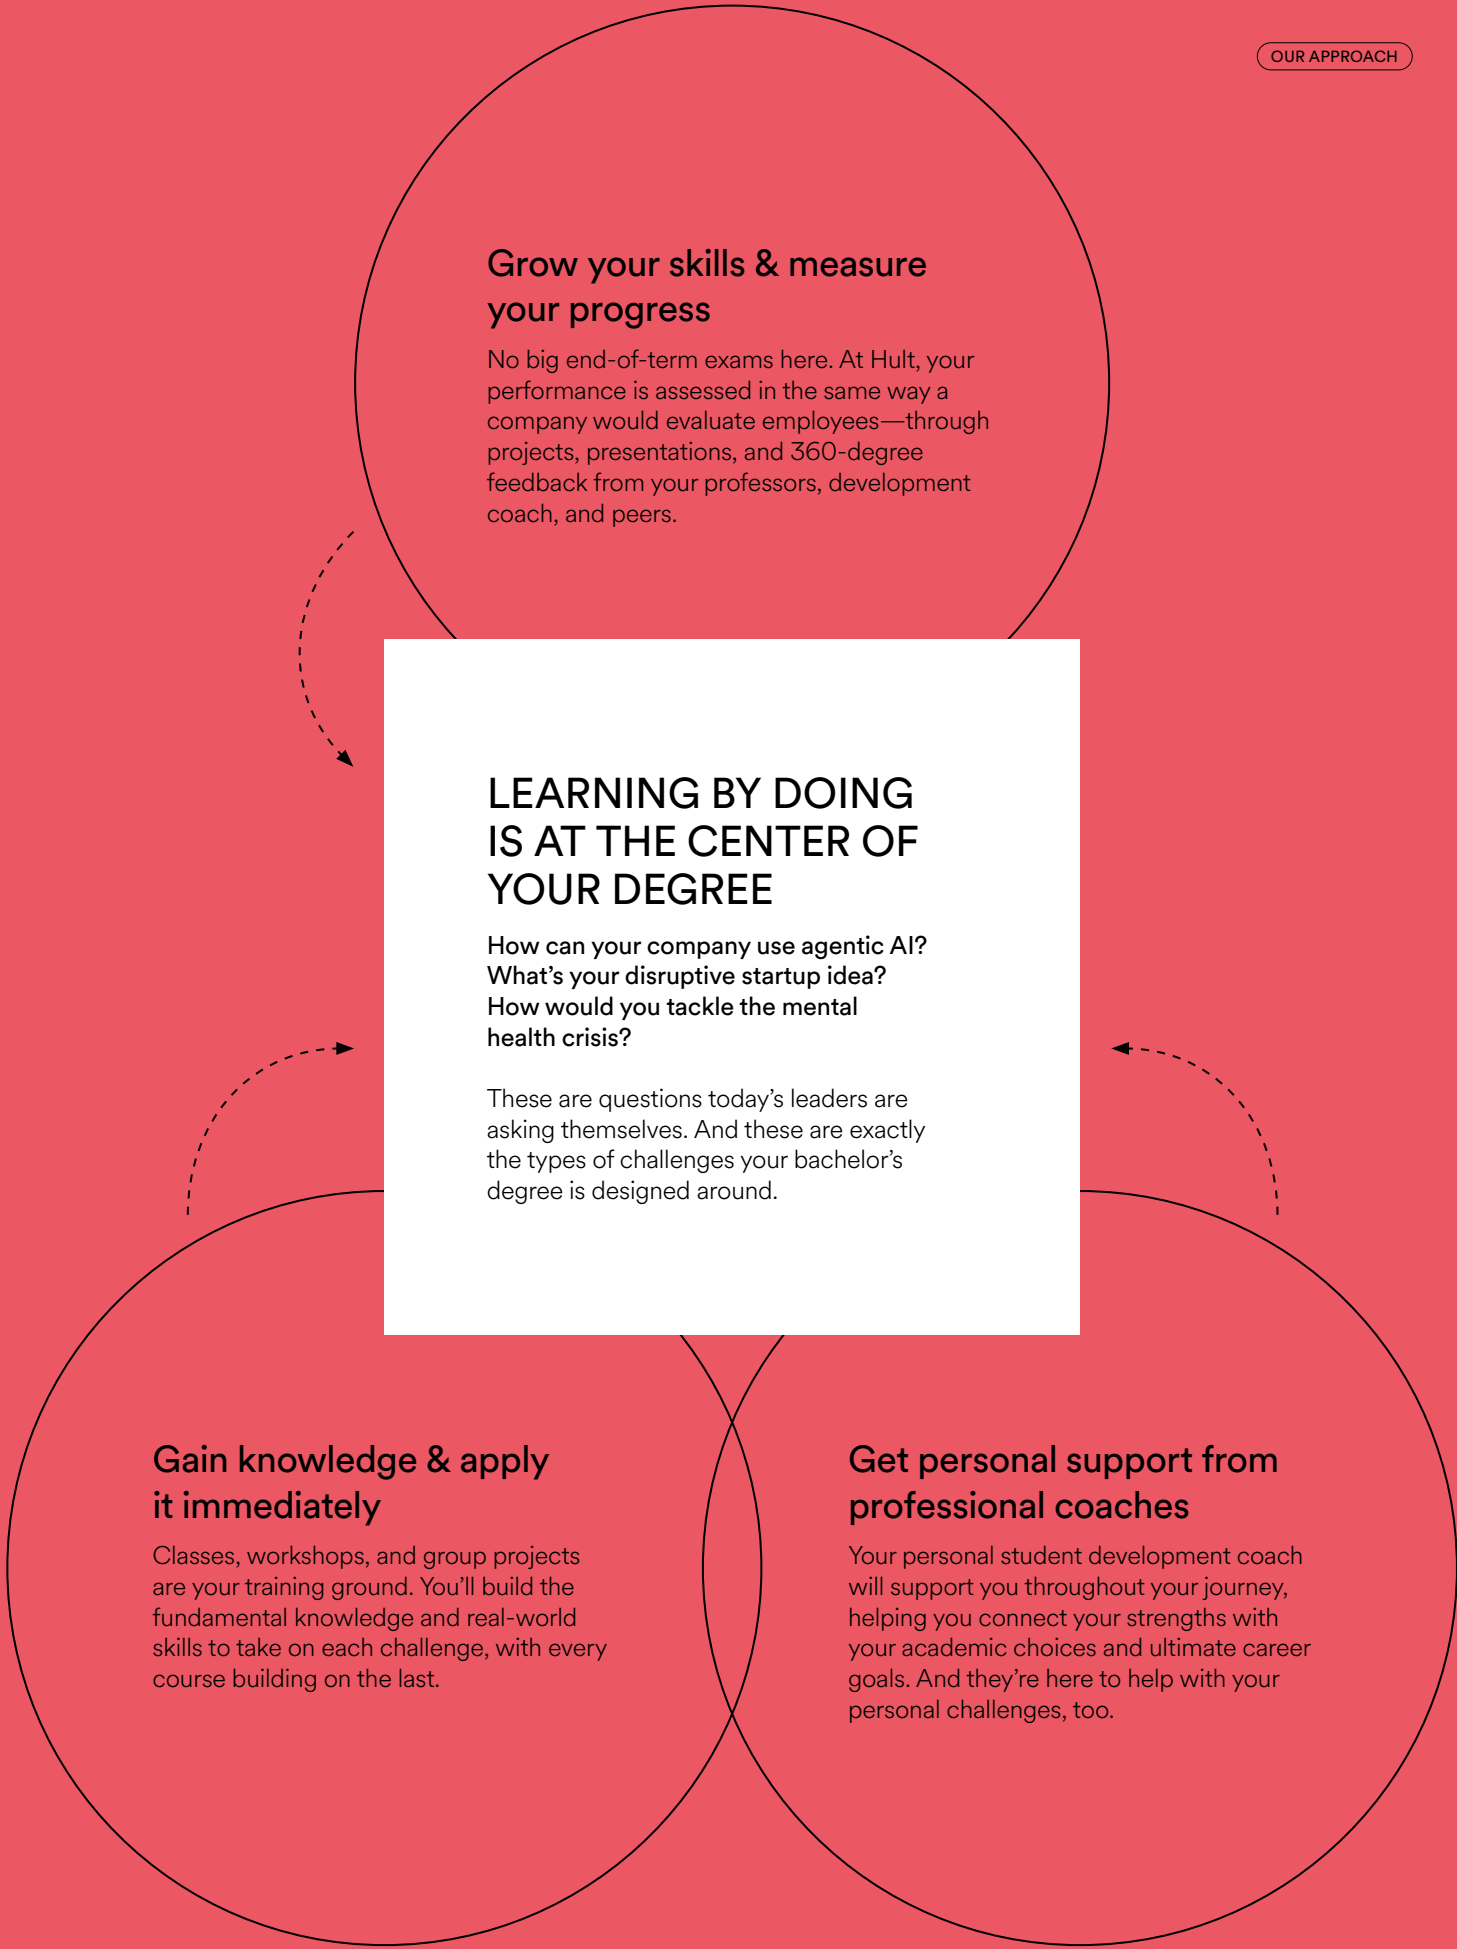 OUR APPROACH
Grow your skills & measure
your progress
No big end-of-term exams here. At Hult, your
performance is assessed in the same way a
company would evaluate employees—through
projects, presentations, and 360-degree
feedback from your professors, development
coach, and peers.
LEARNING BY DOING
IS AT THE CENTER OF
YOUR DEGREE
How can your company use agentic AI?
What’s your disruptive startup idea?
How would you tackle the mental
health crisis?
These are questions today’s leaders are
asking themselves. And these are exactly
the types of challenges your bachelor’s
degree is designed around.
Gain knowledge & apply
it immediately
Classes, workshops, and group projects
are your training ground. You’ll build the
fundamental knowledge and real-world
skills to take on each challenge, with every
course building on the last.
Get personal support from
professional coaches
Your personal student development coach
will support you throughout your journey,
helping you connect your strengths with
your academic choices and ultimate career
goals. And they’re here to help with your
personal challenges, too.